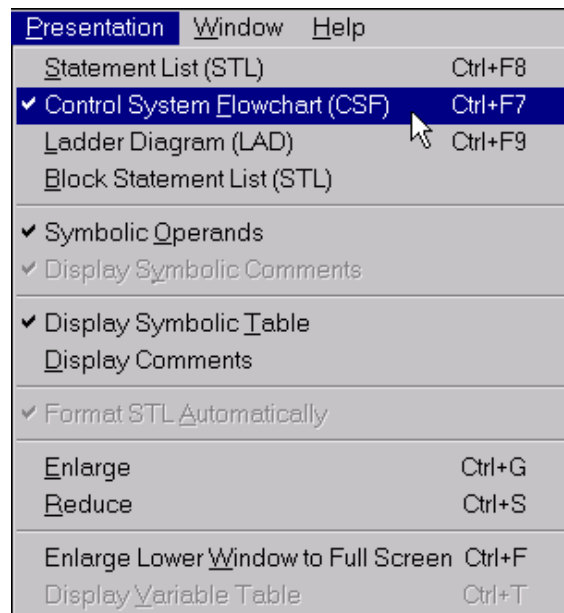 Presentation Window Help
Statement List (STL) Ctrl+F8
✓ Control System Flowchart (CSF) Ctrl+F7
Ladder Diagram (LAD) Ctrl+F9
Block Statement List (STL)
✓ Symbolic Operands
✓ Display Symbolic Comments
✓ Display Symbolic Table
Display Comments
✓ Format STL Automatically
Enlarge Ctrl+G
Reduce Ctrl+S
Enlarge Lower Window to Full Screen Ctrl+F
Display Variable Table Ctrl+T